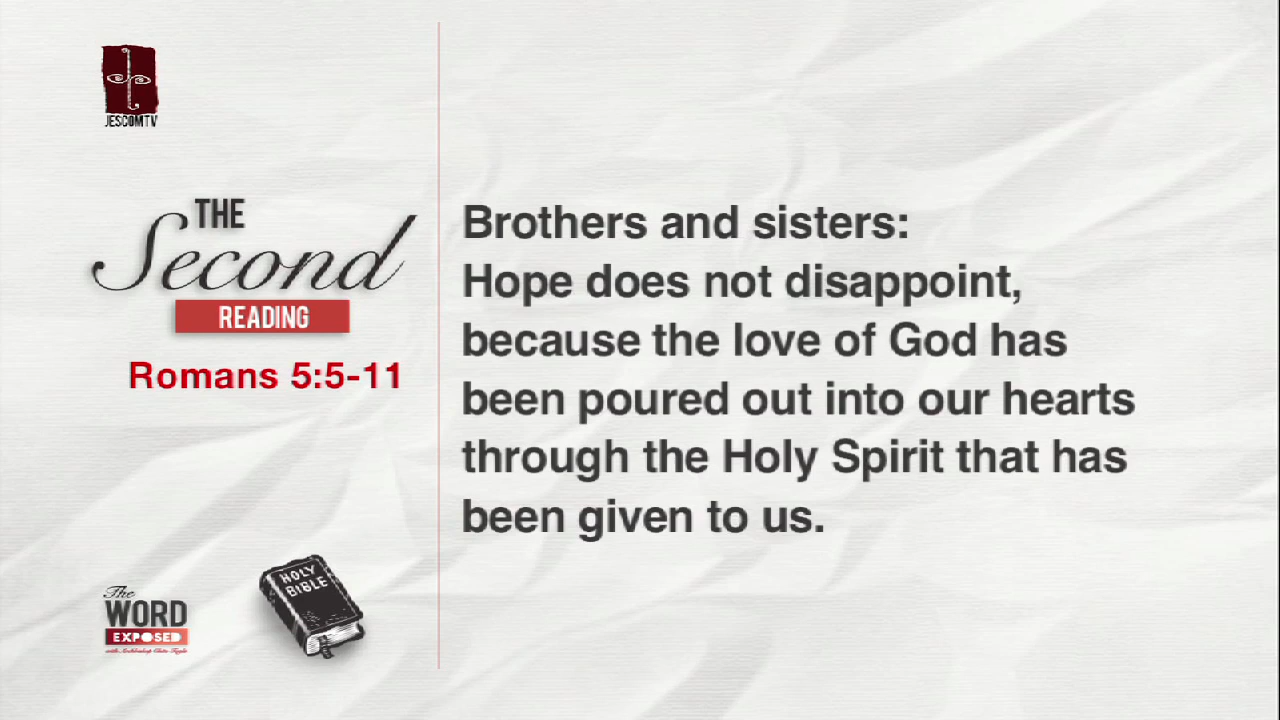 JESCOMTV
THE
Second
READING
Romans 5:5-11
Brothers and sisters:
Hope does not disappoint,
because the love of God has
been poured out into our hearts
through the Holy Spirit that has
been given to us.
HOLY
BIBLE
The
WORD
EXPOSED